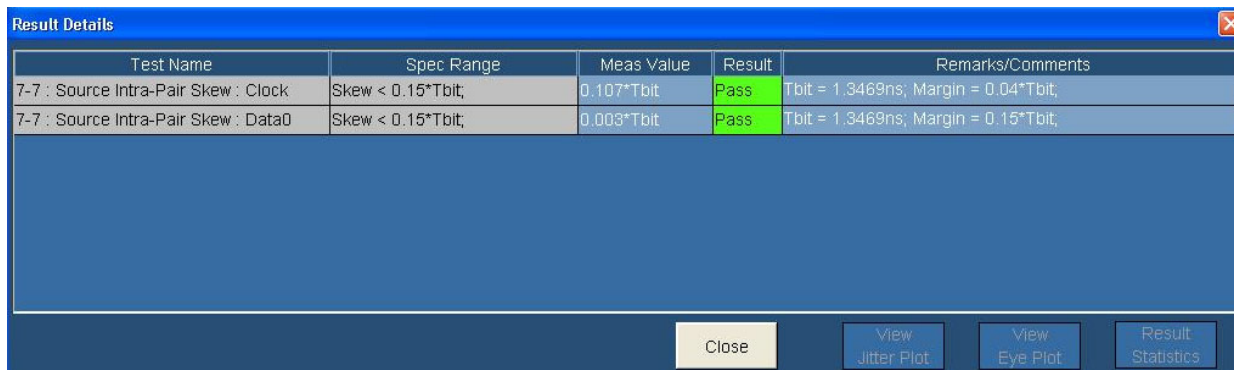 Result Details
Test Name Spec Range Meas Value Result Remarks/Comments
7-7 : Source Intra-Pair Skew : Clock Skew < 0.15*Tbit; 0.107*Tbit Pass Tbit = 1.3469ns; Margin = 0.04*Tbit;
7-7 : Source Intra-Pair Skew : Data0 Skew < 0.15*Tbit; 0.003*Tbit Pass Tbit = 1.3469ns; Margin = 0.15*Tbit;
Close
View
Jitter Plot
View
Eye Plot
Result
Statistics